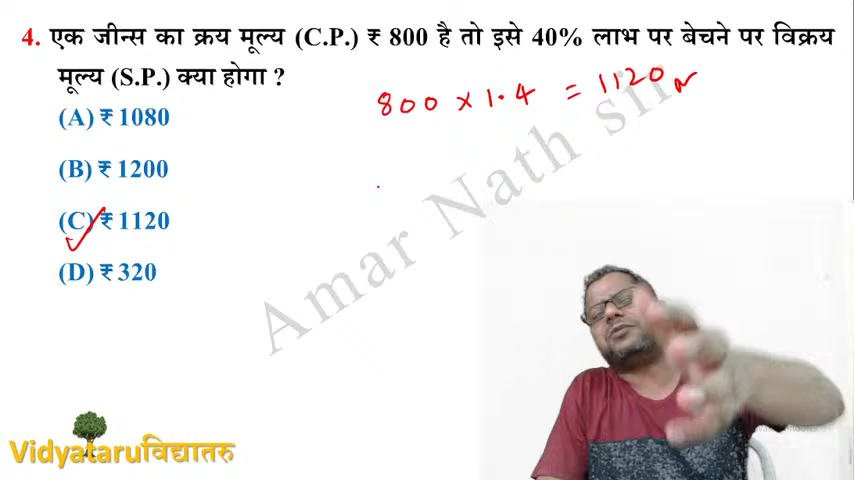 4. एक जीन्स का क्रय मूल्य (C.P.) ₹ 800 है तो इसे 40% लाभ पर बेचने पर विक्रय
मूल्य (S.P.) क्या होगा ?
800 × 1.4 = 1120
(A) ₹ 1080
(B) ₹ 1200
(C) ₹ 1120
(D) ₹ 320
Amar Nath sir
Vidyataruविद्यातरु